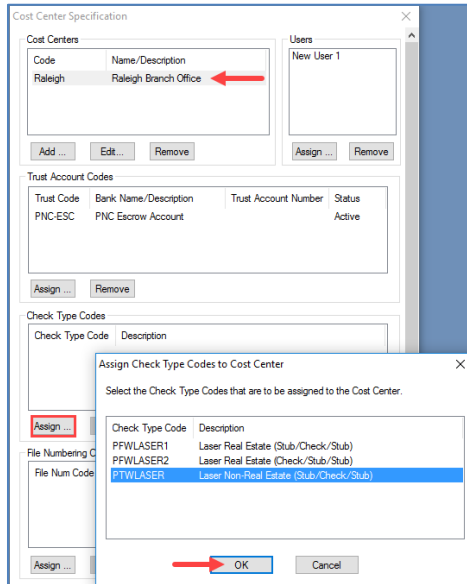 Cost Center Specification
Cost Centers
Code Name/Description
Raleigh Raleigh Branch Office
Add ... Edit... Remove
Users
New User 1
Assign ... Remove
Trust Account Codes
Trust Code Bank Name/Description Trust Account Number Status
PNC-ESC PNC Escrow Account Active
Assign ... Remove
Check Type Codes
Check Type Code Description
Assign ...
File Numbering
File Num Code
Assign ...
Assign Check Type Codes to Cost Center
Select the Check Type Codes that are to be assigned to the Cost Center.
Check Type Code Description
PFWLASER1 Laser Real Estate (Stub/Check/Stub)
PFWLASER2 Laser Real Estate (Check/Stub/Stub)
PTWLASER Laser Non-Real Estate (Stub/Check/Stub)
OK Cancel